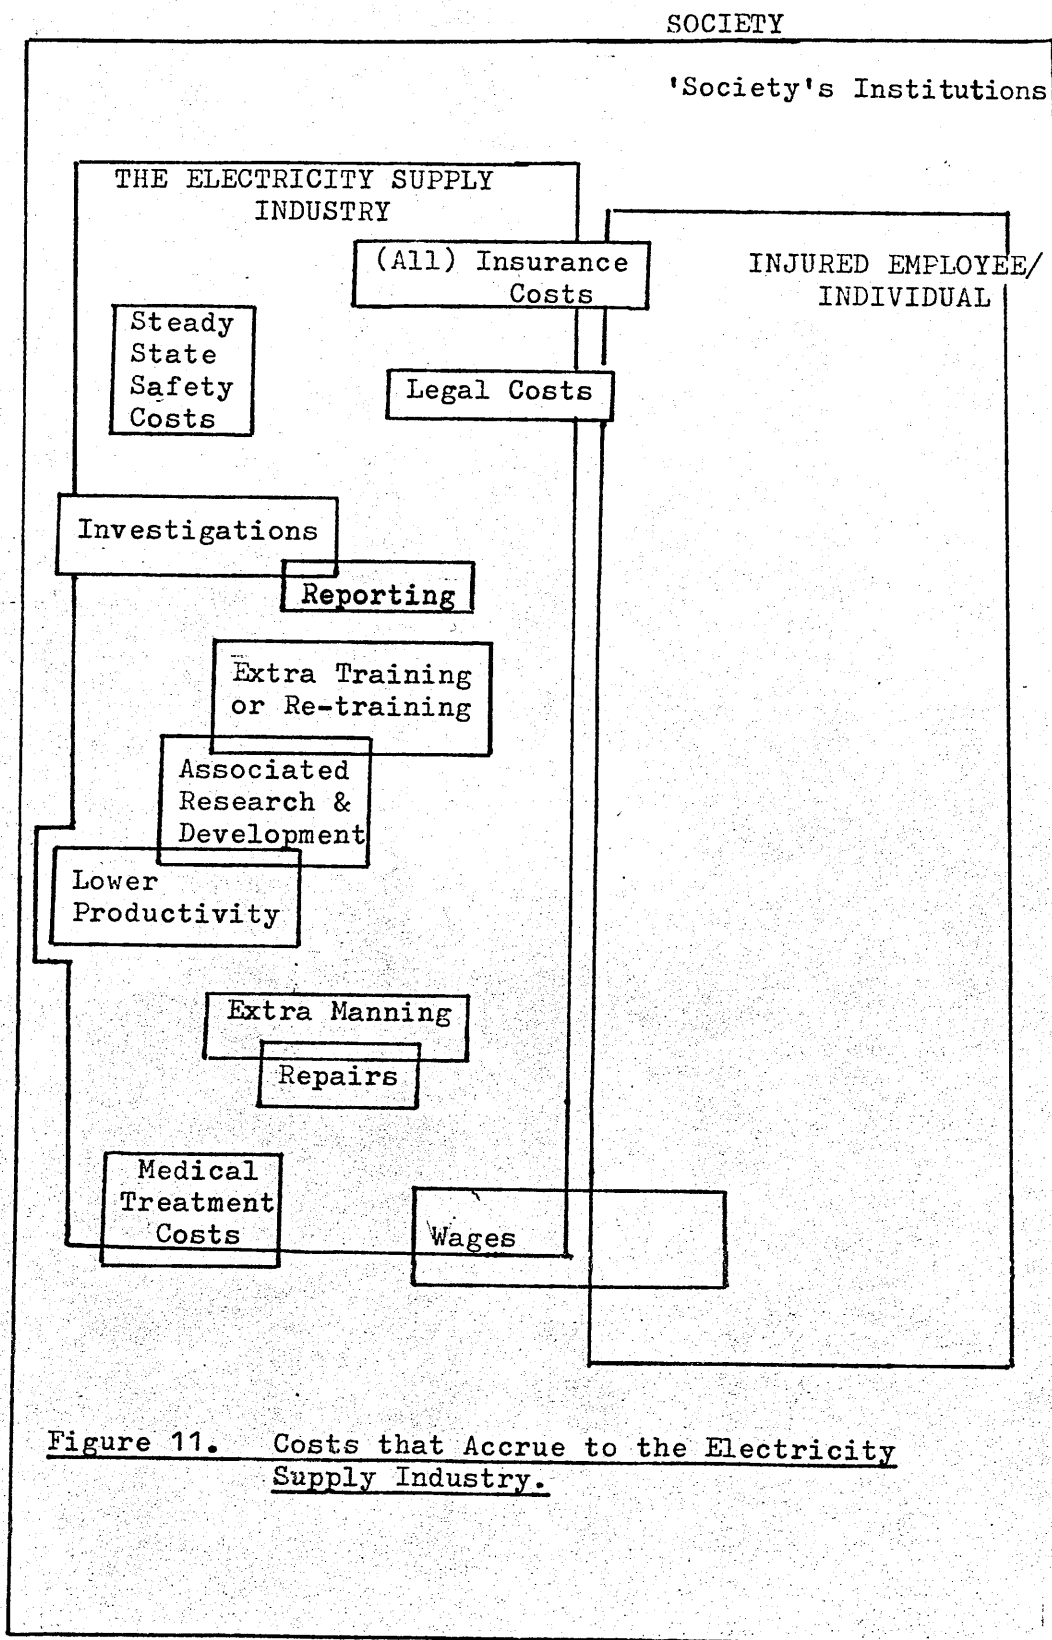 SOCIETY
'Society's Institutions
THE ELECTRICITY SUPPLY
INDUSTRY
(All) Insurance
Costs
INJURED EMPLOYEE/
INDIVIDUAL
Steady
State
Safety
Costs
Legal Costs
Investigations
Reporting
Extra Training
or Re-training
Associated
Research &
Development
Lower
Productivity
Extra Manning
Repairs
Medical
Treatment
Costs
Wages
Figure 11. Costs that Accrue to the Electricity
Supply Industry.